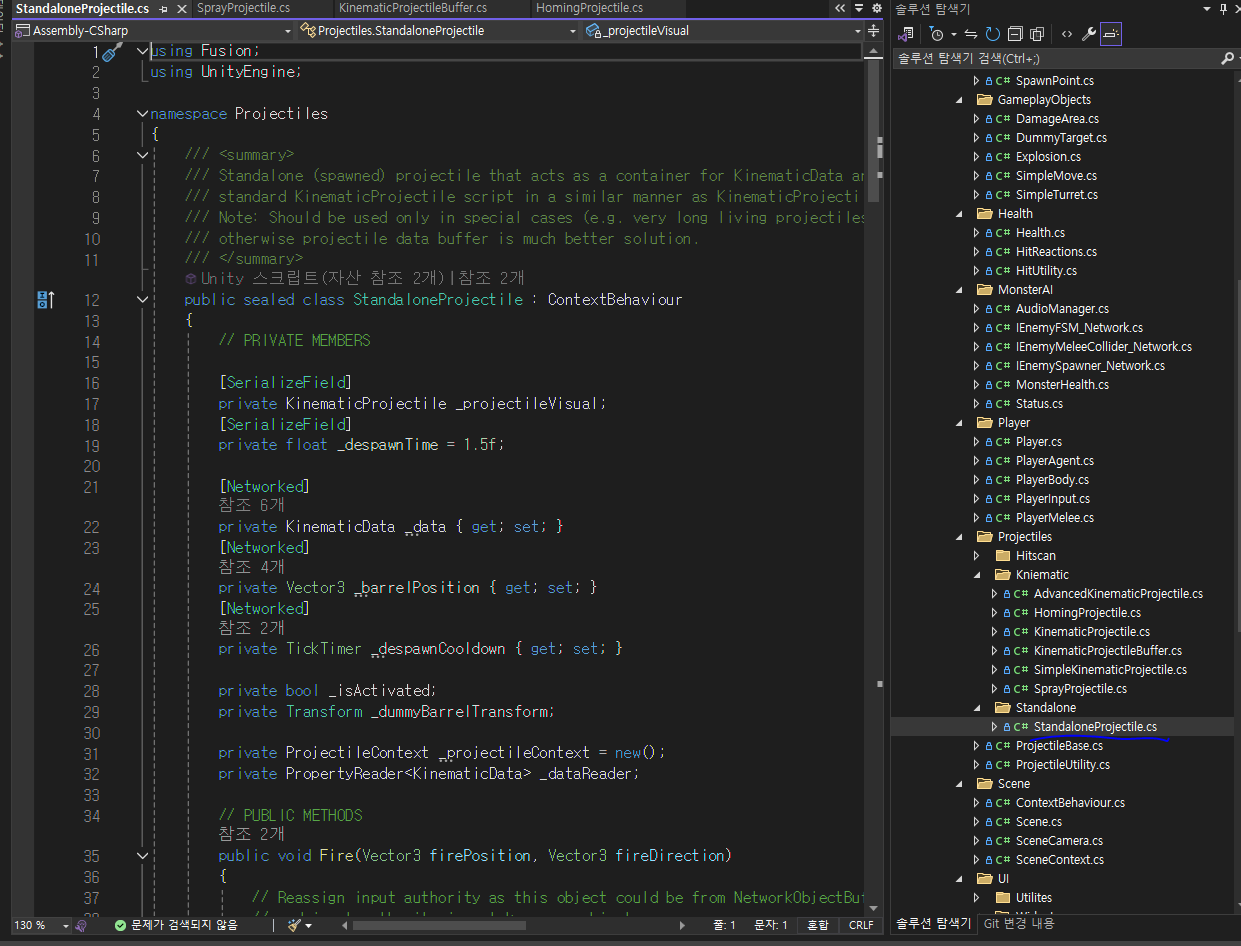 StandaloneProjectile.cs
SprayProjectile.cs
KinematicProjectileBuffer.cs
HomingProjectile.cs
Assembly-CSharp
Projectiles.StandaloneProjectile
_projectileVisual
1 using Fusion;
2 using UnityEngine;
3
4 namespace Projectiles
5 {
6 /// <summary>
7 /// Standalone (spawned) projectile that acts as a container for KinematicData an
8 /// standard KinematicProjectile script in a similar manner as KinematicProjecti
9 /// Note: Should be used only in special cases (e.g. very long living projectiles
10 /// otherwise projectile data buffer is much better solution.
11 /// </summary>
Unity 스크립트(자산 참조 2개)|참조 2개
12 public sealed class StandaloneProjectile : ContextBehaviour
13 {
14 // PRIVATE MEMBERS
15
16 [SerializeField]
17 private KinematicProjectile _projectileVisual;
18 [SerializeField]
19 private float _despawnTime = 1.5f;
20
21 [Networked]
참조 6개
22 private KinematicData _data { get; set; }
23 [Networked]
참조 4개
24 private Vector3 _barrelPosition { get; set; }
25 [Networked]
참조 2개
26 private TickTimer _despawnCooldown { get; set; }
27
28 private bool _isActivated;
29 private Transform _dummyBarrelTransform;
30
31 private ProjectileContext _projectileContext = new();
32 private PropertyReader<KinematicData> _dataReader;
33
34 // PUBLIC METHODS
참조 2개
35 public void Fire(Vector3 firePosition, Vector3 fireDirection)
36 {
37 // Reassign input authority as this object could be from NetworkObjectBu
130 %
문제가 검색되지 않음
줄: 1
문자: 1
혼합
CRLF
솔루션 탐색기
솔루션 탐색기 검색(Ctrl+;)
C# SpawnPoint.cs
GameplayObjects
C# DamageArea.cs
C# DummyTarget.cs
C# Explosion.cs
C# SimpleMove.cs
C# SimpleTurret.cs
Health
C# Health.cs
C# HitReactions.cs
C# HitUtility.cs
MonsterAI
C# AudioManager.cs
C# IEnemyFSM_Network.cs
C# IEnemyMeleeCollider_Network.cs
C# IEnemySpawner_Network.cs
C# MonsterHealth.cs
C# Status.cs
Player
C# Player.cs
C# PlayerAgent.cs
C# PlayerBody.cs
C# PlayerInput.cs
C# PlayerMelee.cs
Projectiles
Hitscan
Kniematic
C# AdvancedKinematicProjectile.cs
C# HomingProjectile.cs
C# KinematicProjectile.cs
C# KinematicProjectileBuffer.cs
C# SimpleKinematicProjectile.cs
C# SprayProjectile.cs
Standalone
C# StandaloneProjectile.cs
C# ProjectileBase.cs
C# ProjectileUtility.cs
Scene
C# ContextBehaviour.cs
C# Scene.cs
C# SceneCamera.cs
C# SceneContext.cs
UI
Utilites
솔루션 탐색기
Git 변경 내용